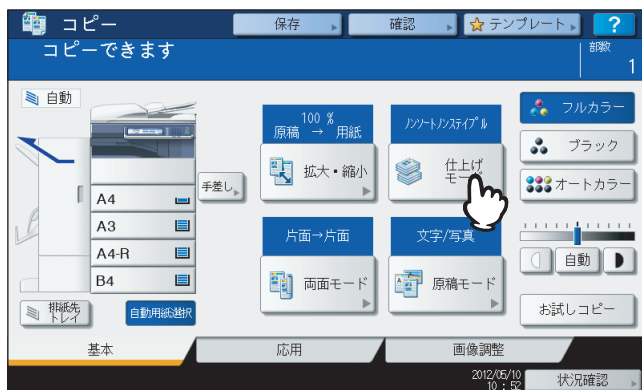 コピー
保存
確認
テンプレート
?
コピーできます
部数
1
自動
100 %
原稿 → 用紙
ﾉﾝｿｰﾄﾉﾝｽﾃｲﾌﾟﾙ
フルカラー
拡大・縮小
仕上げ
モード
ブラック
手差し
オートカラー
A4
A3
A4-R
B4
片面→片面
文字/写真
両面モード
原稿モード
自動
排紙先
トレイ
自動用紙選択
お試しコピー
基本
応用
画像調整
2012/05/10
10 : 52
状況確認